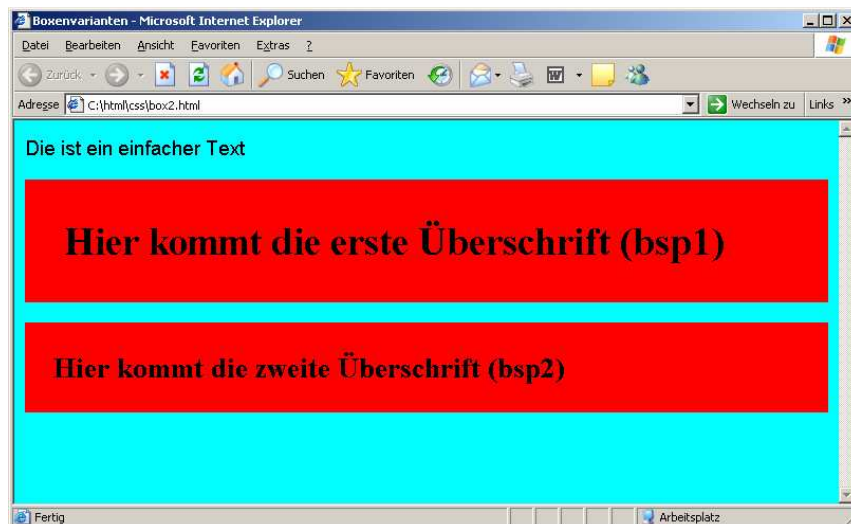 Boxenvarianten - Microsoft Internet Explorer
Datei Bearbeiten Ansicht Favoriten Extras ?
Zurück Suchen Favoriten
Adresse C:\html\css\box2.html Wechseln zu Links »
Die ist ein einfacher Text
Hier kommt die erste Überschrift (bsp1)
Hier kommt die zweite Überschrift (bsp2)
Fertig Arbeitsplatz